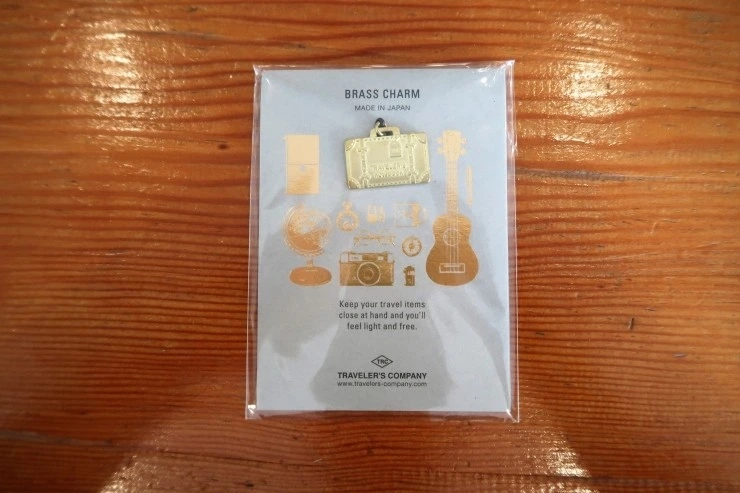 BRASS CHARM
MADE IN JAPAN
Keep your travel items
close at hand and you'll
feel light and free.
TRC
TRAVELER'S COMPANY
www.travelers-company.com